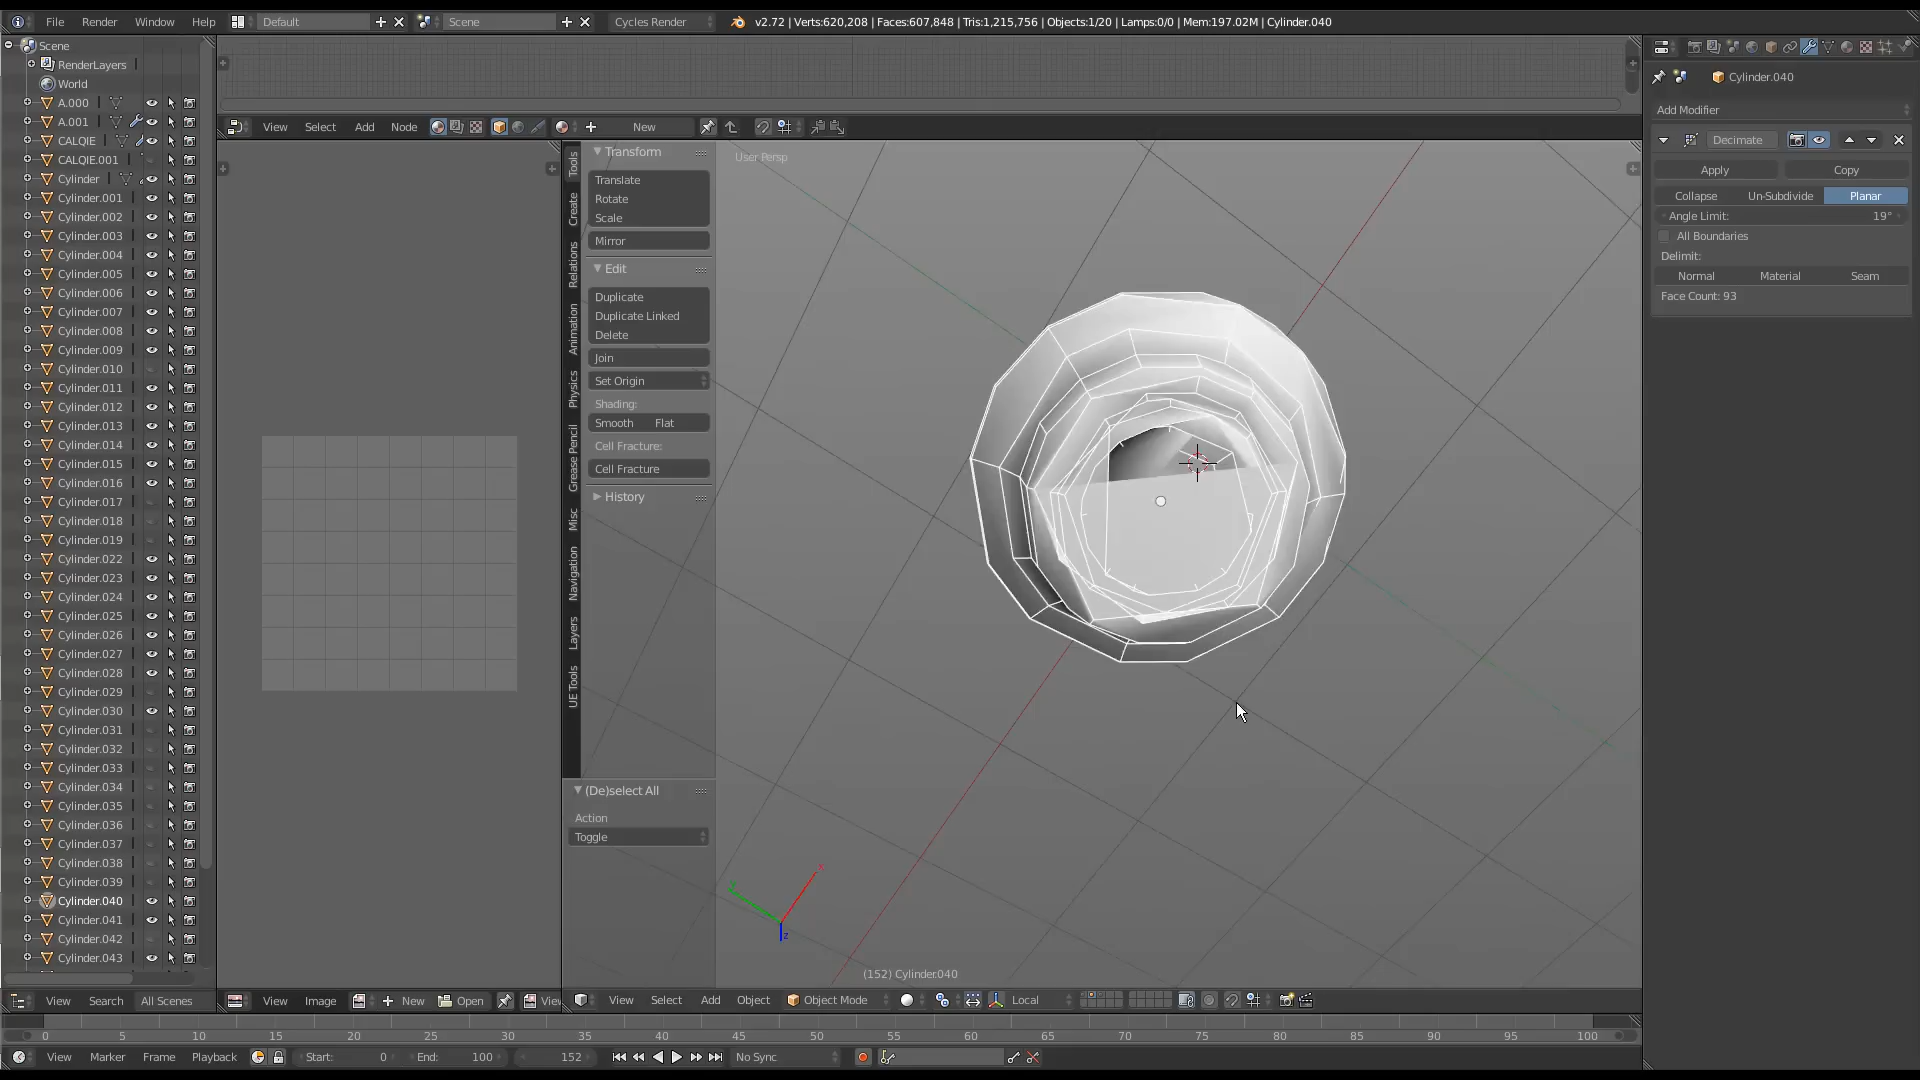 File Render Window Help Default Scene Cycles Render v2.72 | Verts:620,208 | Faces:607,848 | Tris:1,215,756 | Objects:1/20 | Lamps:0/0 | Mem:197.02M | Cylinder.040
Scene
RenderLayers
World
A.000
A.001
CALQIE
CALQIE.001
Cylinder
Cylinder.001
Cylinder.002
Cylinder.003
Cylinder.004
Cylinder.005
Cylinder.006
Cylinder.007
Cylinder.008
Cylinder.009
Cylinder.010
Cylinder.011
Cylinder.012
Cylinder.013
Cylinder.014
Cylinder.015
Cylinder.016
Cylinder.017
Cylinder.018
Cylinder.019
Cylinder.022
Cylinder.023
Cylinder.024
Cylinder.025
Cylinder.026
Cylinder.027
Cylinder.028
Cylinder.029
Cylinder.030
Cylinder.031
Cylinder.032
Cylinder.033
Cylinder.034
Cylinder.035
Cylinder.036
Cylinder.037
Cylinder.038
Cylinder.039
Cylinder.040
Cylinder.041
Cylinder.042
Cylinder.043
View Search All Scenes
View Select Add Node New
View Image New Open View
Tools
Create
Relations
Animation
Physics
Grease Pencil
Misc
Navigation
Layers
UE Tools
Transform
Translate
Rotate
Scale
Mirror
Edit
Duplicate
Duplicate Linked
Delete
Join
Set Origin
Shading:
Smooth Flat
Cell Fracture:
Cell Fracture
History
(De)select All
Action
Toggle
User Persp
x
y
z
(152) Cylinder.040
View Select Add Object Object Mode Local
Cylinder.040
Add Modifier
Decimate
Apply Copy
Collapse Un-Subdivide Planar
Angle Limit: 19°
All Boundaries
Delimit:
Normal Material Seam
Face Count: 93
0 5 10 15 20 25 30 35 40 45 50 55 60 65 70 75 80 85 90 95 100
View Marker Frame Playback Start: 0 End: 100 152 No Sync